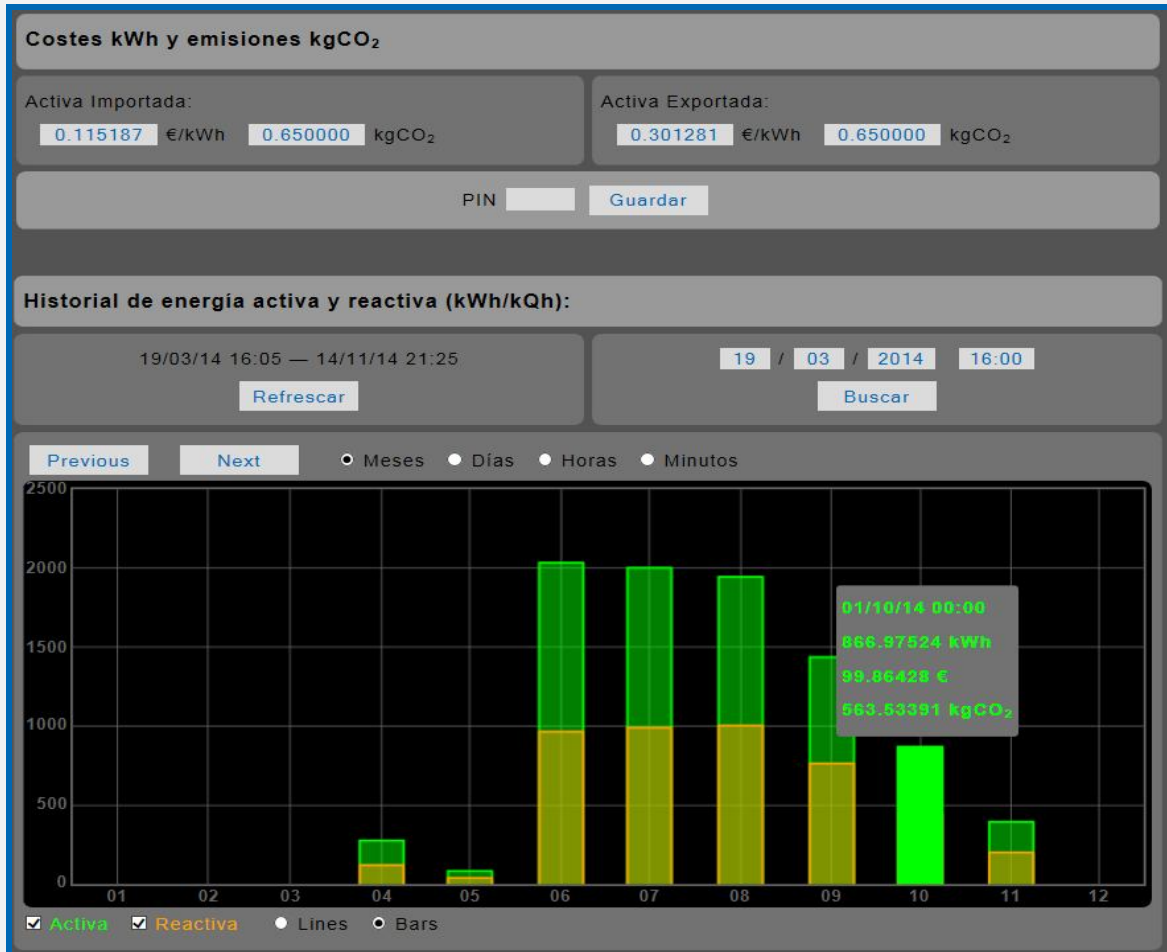 Costes kWh y emisiones kgCO₂
Activa Importada:
0.115187 €/kWh 0.650000 kgCO₂
Activa Exportada:
0.301281 €/kWh 0.650000 kgCO₂
PIN Guardar
Historial de energía activa y reactiva (kWh/kQh):
19/03/14 16:05 — 14/11/14 21:25
Refrescar
19 / 03 / 2014 16:00
Buscar
Previous Next Meses Días Horas Minutos
2500
2000
1500
1000
500
0
01/10/14 00:00
866.97524 kWh
99.86428 €
563.53391 kgCO₂
01 02 03 04 05 06 07 08 09 10 11 12
Activa Reactiva Lines Bars